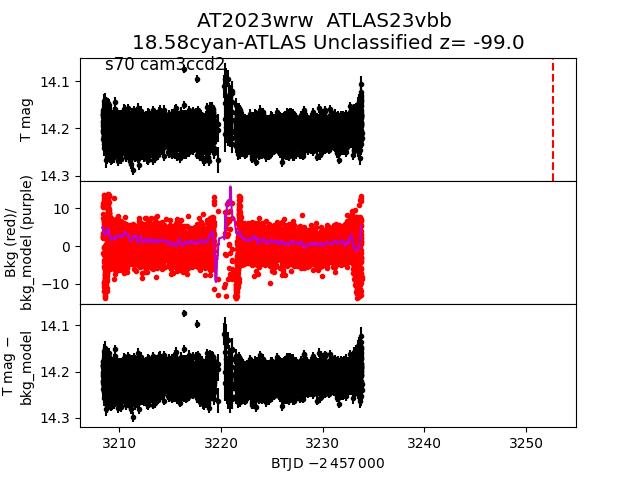 AT2023wrw  ATLAS23vbb
18.58cyan-ATLAS Unclassified z= -99.0
s70 cam3ccd2
14.1
14.2
14.3
T mag
10
0
−10
Bkg (red)/
bkg_model (purple)
14.1
14.2
14.3
T mag −
bkg_model
3210 3220 3230 3240 3250
BTJD −2 457 000